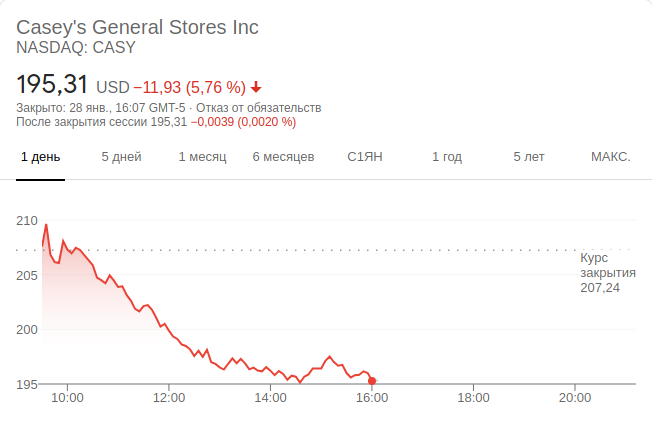 Casey's General Stores Inc
NASDAQ: CASY
195,31 USD −11,93 (5,76 %)
Закрыто: 28 янв., 16:07 GMT-5 · Отказ от обязательств
После закрытия сессии 195,31 −0,0039 (0,0020 %)
1 день 5 дней 1 месяц 6 месяцев С1ЯН 1 год 5 лет МАКС.
210
Курс
закрытия
207,24
205
200
195
10:00 12:00 14:00 16:00 18:00 20:00